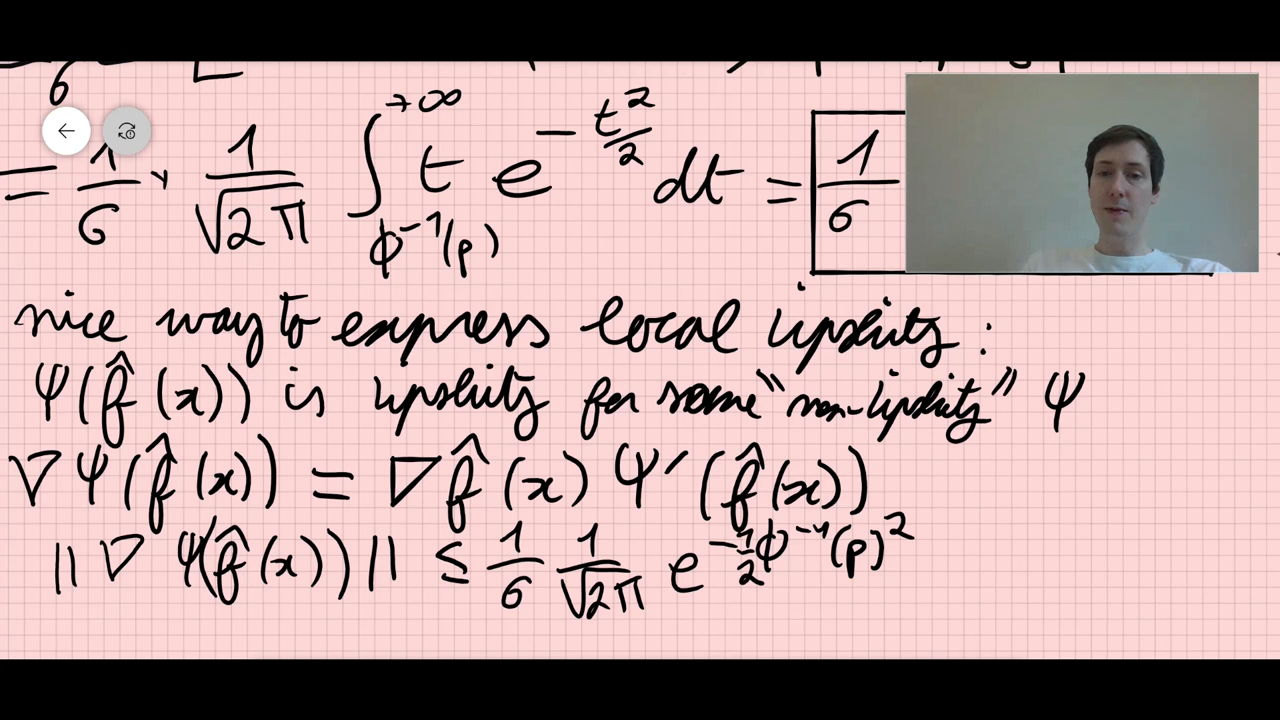 6
= 1/6 · 1/√2π ∫_{ϕ⁻¹(p)}^{→+∞} t e^{-t²/2} dt = 1/6
nice way to express local lipschitz :
Ψ(f̂(x)) is lipschitz for some "non-lipschitz" Ψ
∇Ψ(f̂(x)) = ∇f̂(x) Ψ′(f̂(x))
||∇Ψ(f̂(x))|| ≤ 1/6 1/√2π e^{-1/2 ϕ⁻¹(p)²}